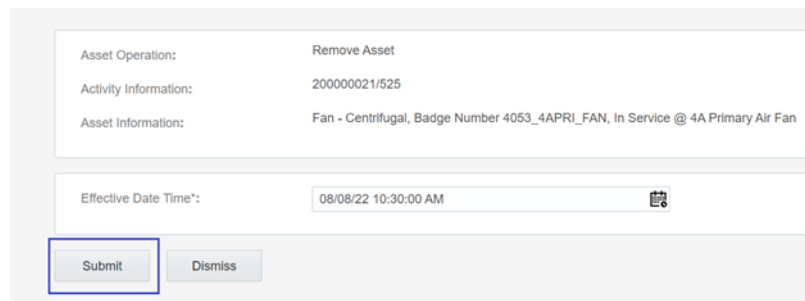 Asset Operation: Remove Asset
Activity Information: 200000021/525
Asset Information: Fan - Centrifugal, Badge Number 4053_4APRI_FAN, In Service @ 4A Primary Air Fan
Effective Date Time*: 08/08/22 10:30:00 AM
Submit Dismiss